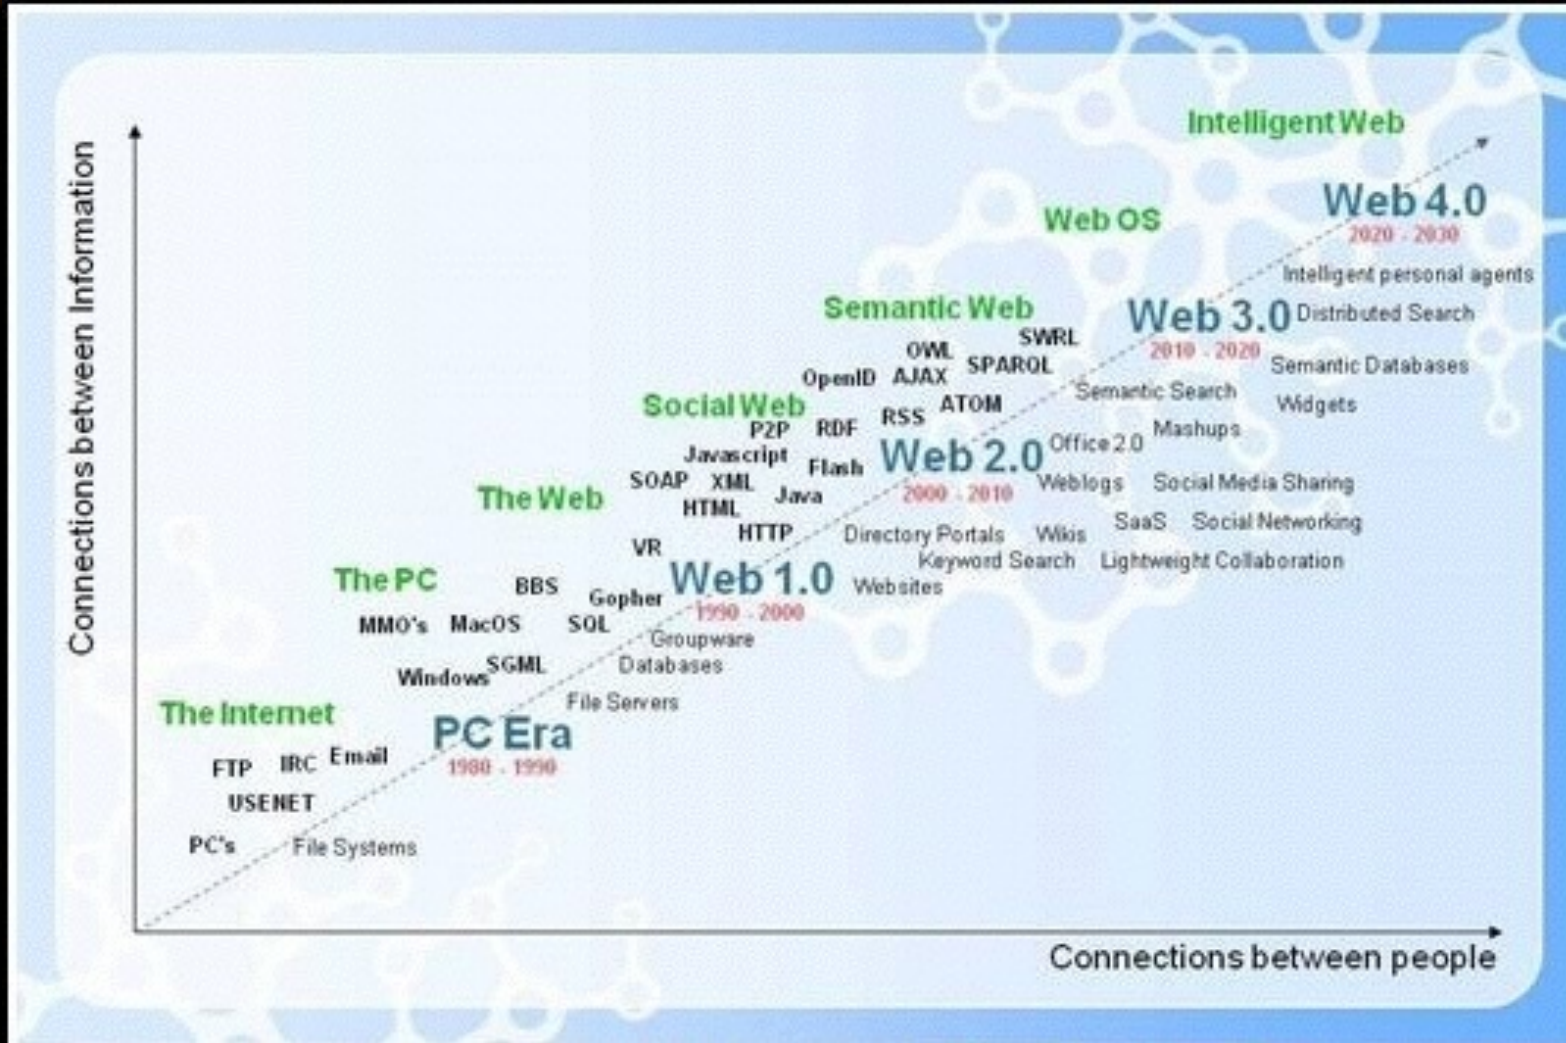 Intelligent Web
Connections between Information
Web 4.0
2020 - 2030
Web OS
Intelligent personal agents
Semantic Web
Web 3.0
Distributed Search
2010 - 2020
SWRL
OWL
SPARQL
OpenID
AJAX
Semantic Databases
Semantic Search
Widgets
Social Web
ATOM
RSS
P2P
RDF
Mashups
Office 2.0
Javascript
Flash
Web 2.0
2000 - 2010
SOAP
XML
Java
Weblogs
Social Media Sharing
The Web
HTML
HTTP
Directory Portals
Wikis
SaaS
Social Networking
VR
Keyword Search
Lightweight Collaboration
The PC
BBS
Gopher
Web 1.0
1990 - 2000
Websites
MMO's
MacOS
SQL
Groupware
SGML
Databases
Windows
File Servers
The Internet
PC Era
1980 - 1990
FTP
IRC
Email
USENET
PC's
File Systems
Connections between people